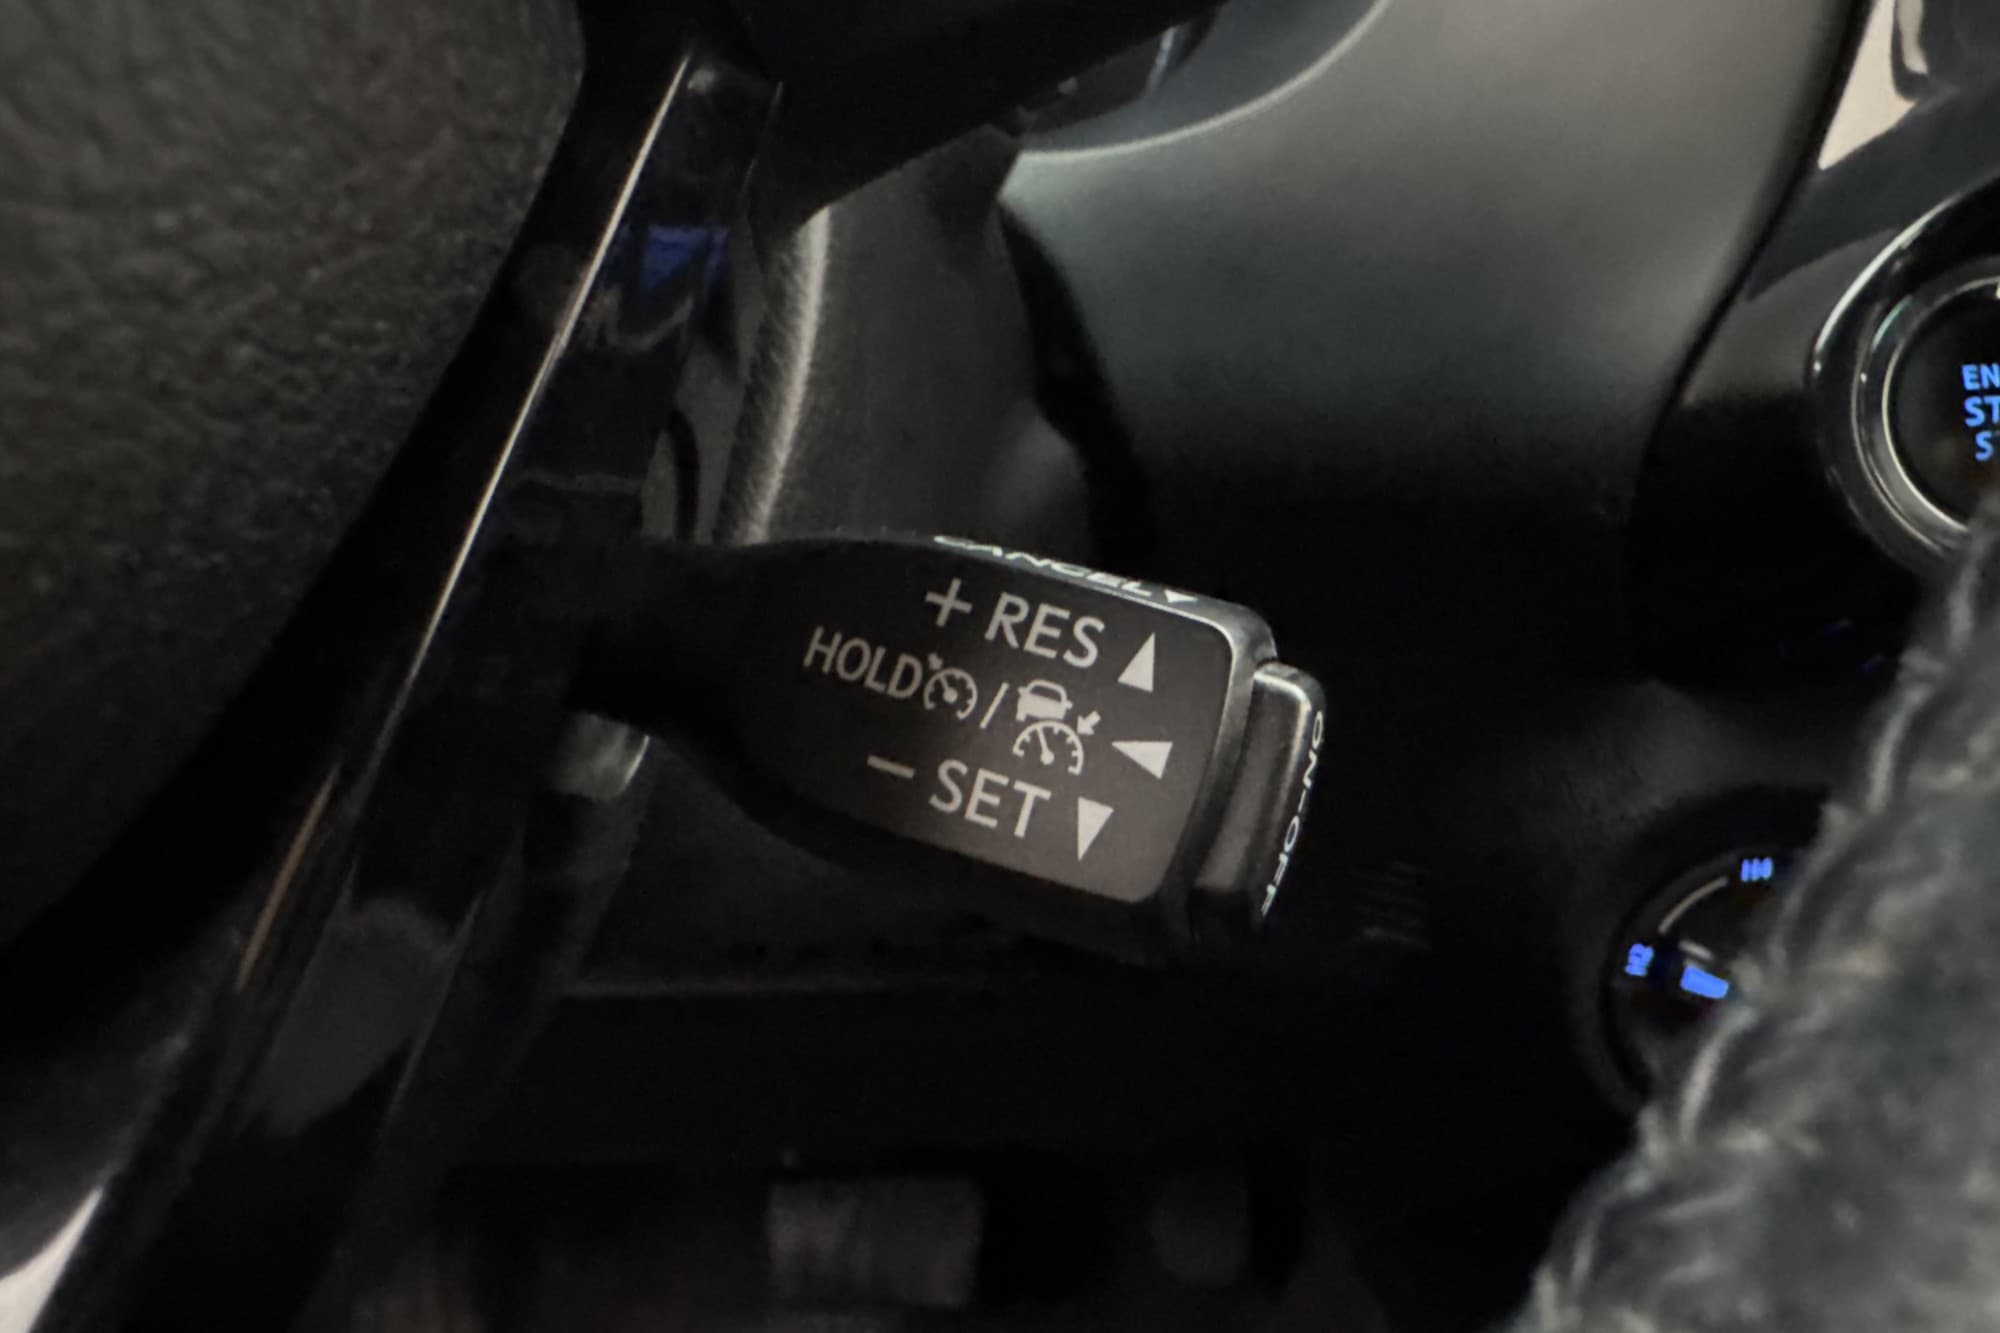 CANCEL
+ RES
HOLD /
− SET
ON-OFF
EN
ST
S